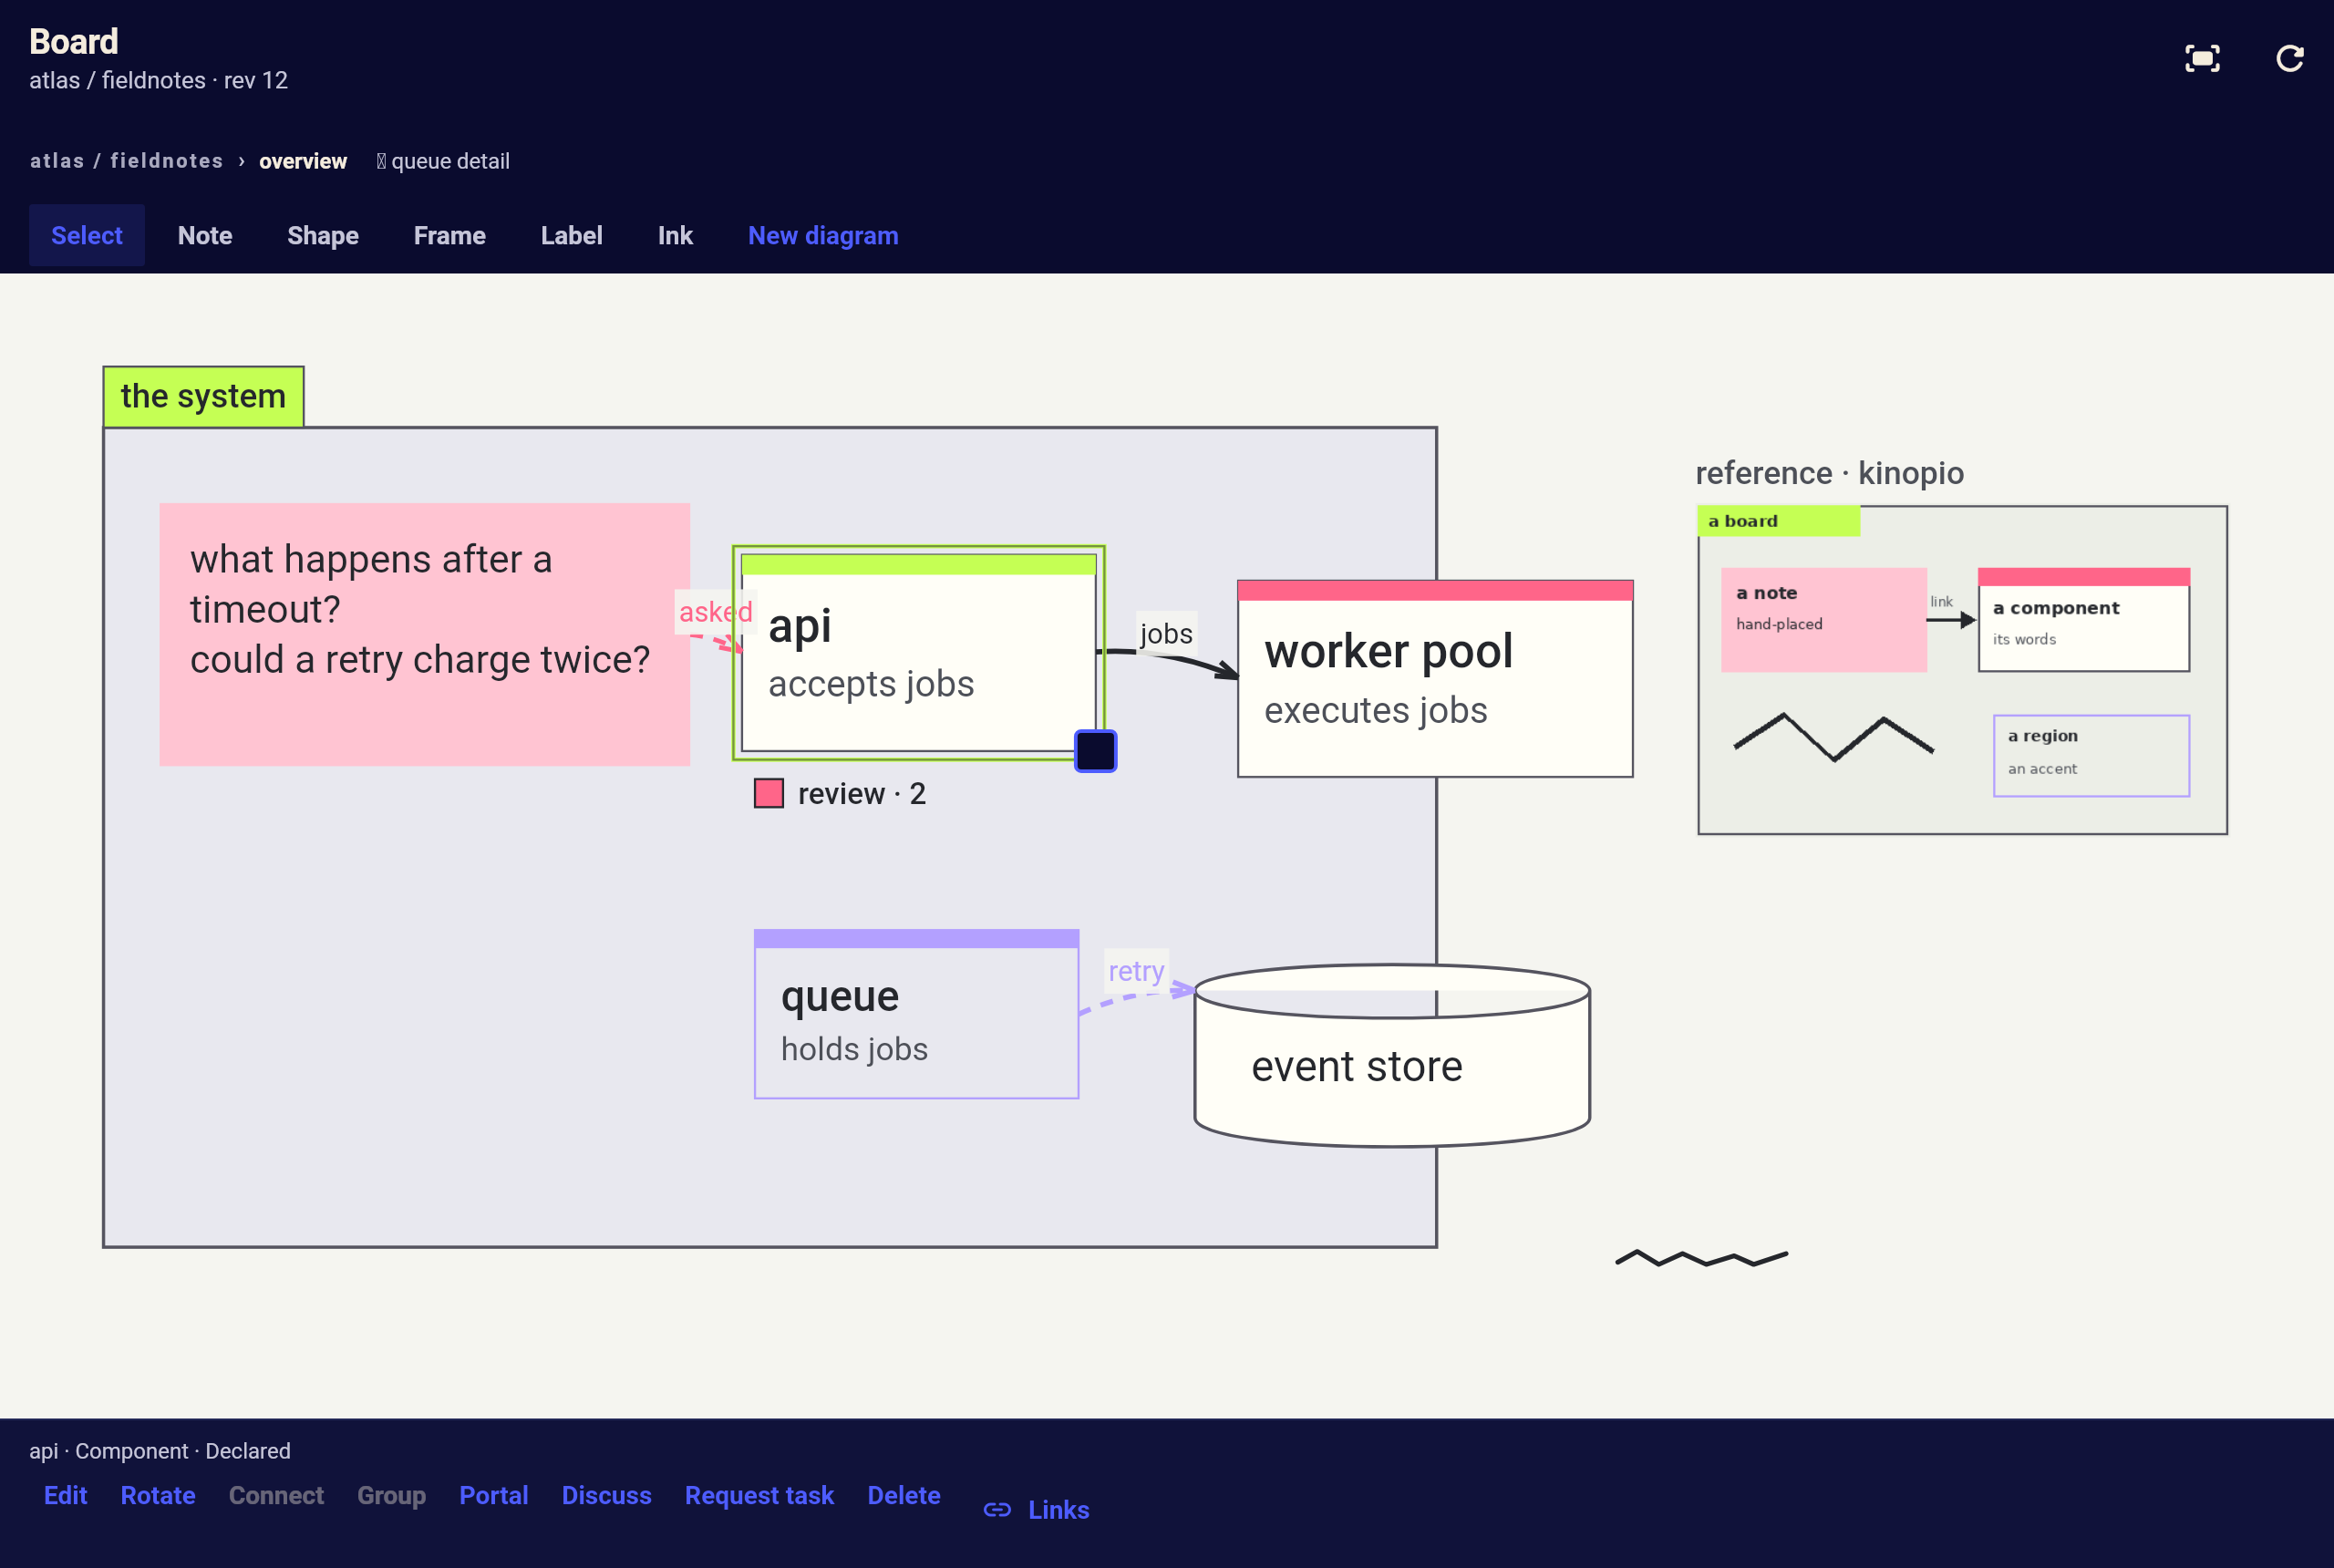 Board
atlas / fieldnotes · rev 12
atlas / fieldnotes › overview queue detail
Select Note Shape Frame Label Ink New diagram
the system
what happens after a
timeout?
could a retry charge twice?
asked
api
accepts jobs
review · 2
jobs
worker pool
executes jobs
queue
holds jobs
retry
event store
reference · kinopio
a board
a note
hand-placed
link
a component
its words
a region
an accent
api · Component · Declared
Edit Rotate Connect Group Portal Discuss Request task Delete Links